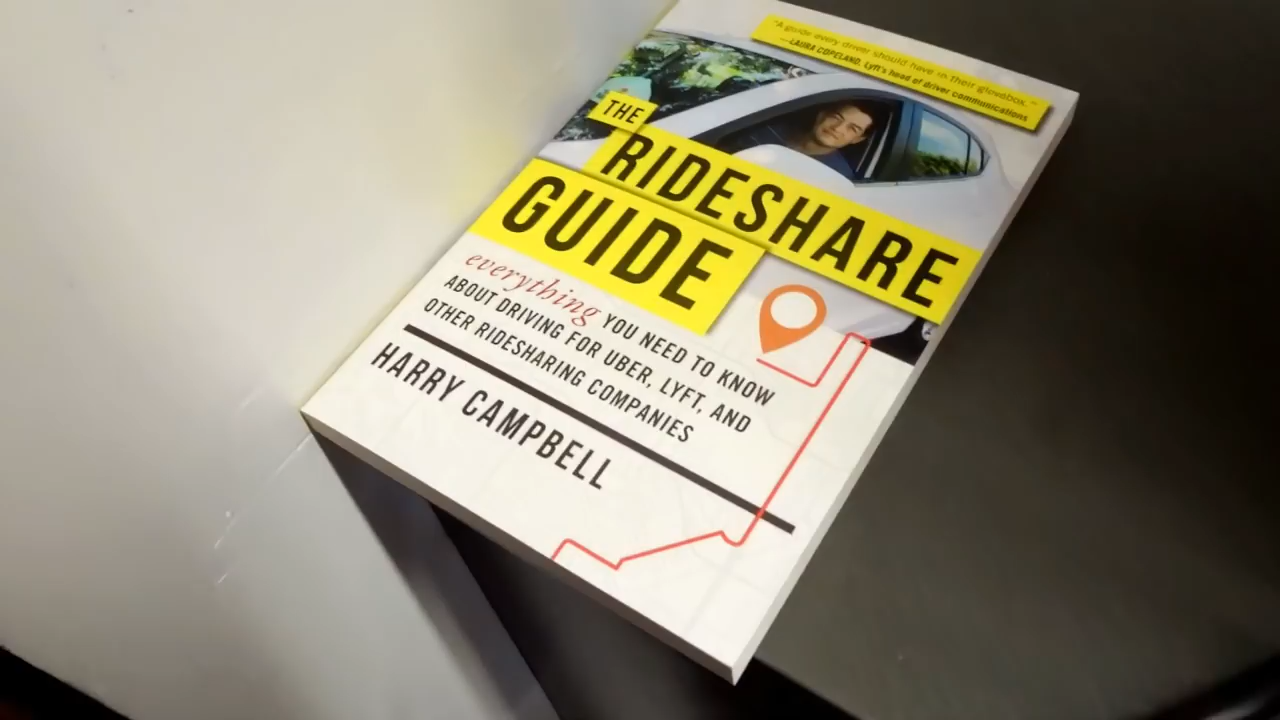 "A guide every driver should have in their glovebox."
—LAURA COPELAND, Lyft's head of driver communications
THE
RIDESHARE
GUIDE
everything YOU NEED TO KNOW
ABOUT DRIVING FOR UBER, LYFT, AND
OTHER RIDESHARING COMPANIES
HARRY CAMPBELL